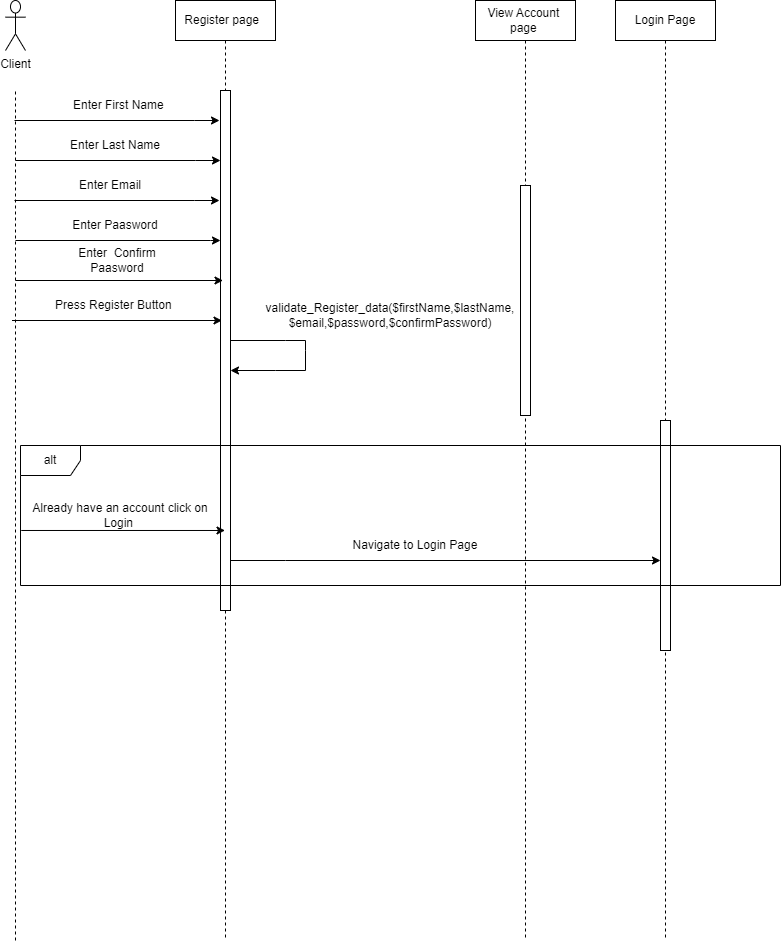 Register page
View Account
page
Login Page
Client
Enter First Name
Enter Last Name
Enter Email
Enter Paasword
Enter  Confirm
Paasword
Press Register Button
validate_Register_data($firstName,$lastName,
$email,$password,$confirmPassword)
alt
Already have an account click on
Login
Navigate to Login Page